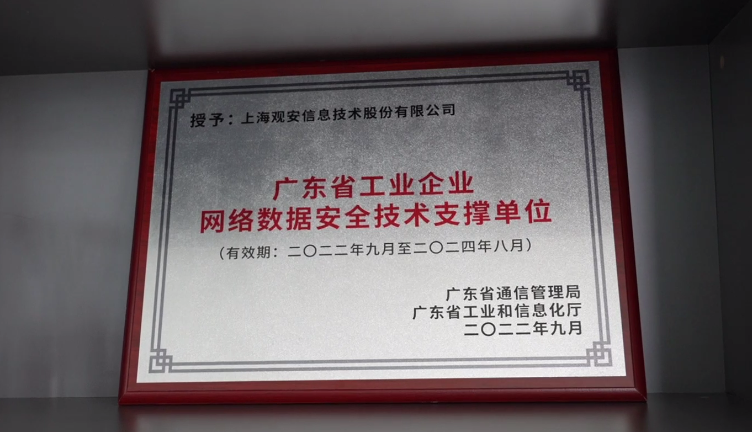 授予：上海观安信息技术股份有限公司
广东省工业企业
网络数据安全技术支撑单位
（有效期：二〇二二年九月至二〇二四年八月）
广东省通信管理局
广东省工业和信息化厅
二〇二二年九月